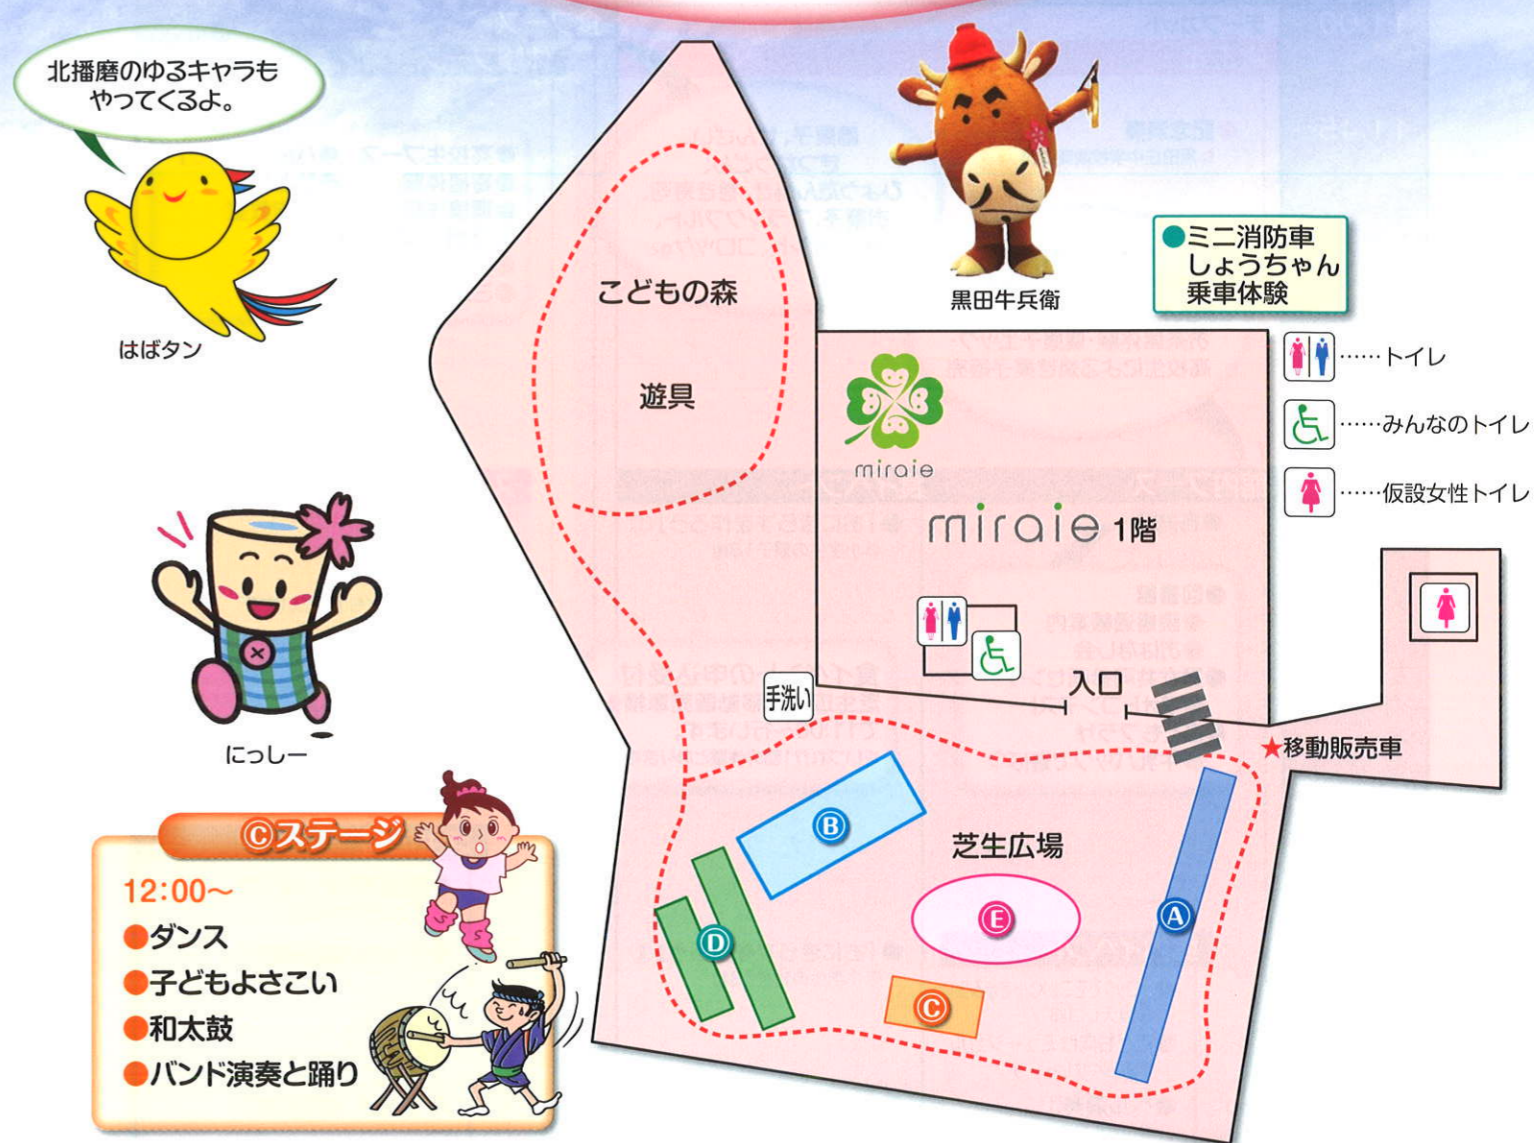 北播磨のゆるキャラも
やってくるよ。
はばタン
黒田牛兵衛
●ミニ消防車
しょうちゃん
乗車体験
……トイレ
……みんなのトイレ
……仮設女性トイレ
こどもの森
遊具
miraie
miraie 1階
手洗い
入口
★移動販売車
にっしー
芝生広場
Ⓑ
Ⓔ
Ⓐ
Ⓓ
Ⓒ
Ⓒステージ
12:00～
●ダンス
●子どもよさこい
●和太鼓
●バンド演奏と踊り